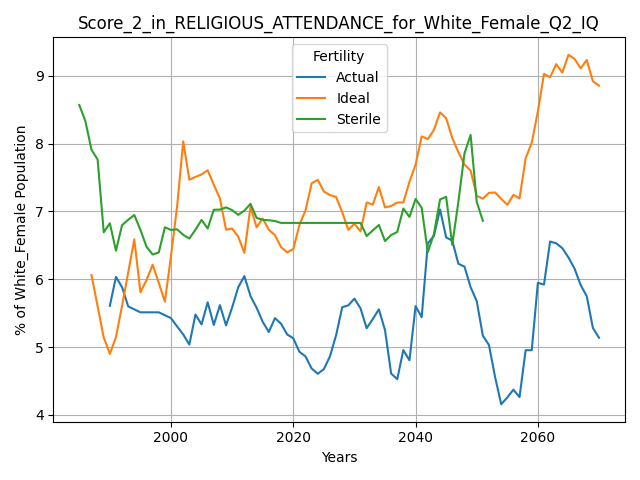 Score_2_in_RELIGIOUS_ATTENDANCE_for_White_Female_Q2_IQ
Fertility
Actual
Ideal
Sterile
% of White_Female Population
9
8
7
6
5
4
2000
2020
2040
2060
Years